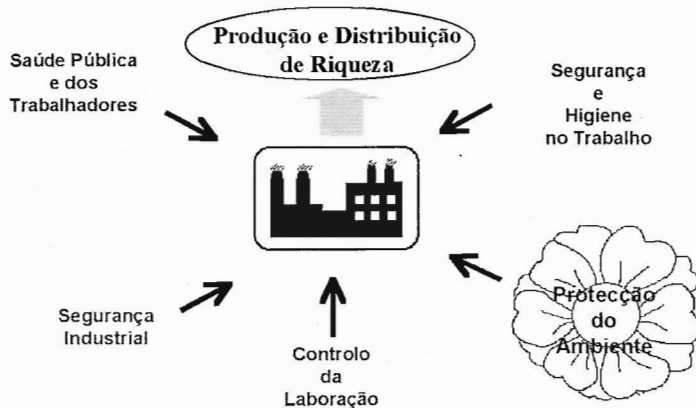 Produção e Distribuição
de Riqueza
Saúde Pública
e dos
Trabalhadores
Segurança
e
Higiene
no Trabalho
Segurança
Industrial
Controlo
da
Laboração
Protecção
do
Ambiente